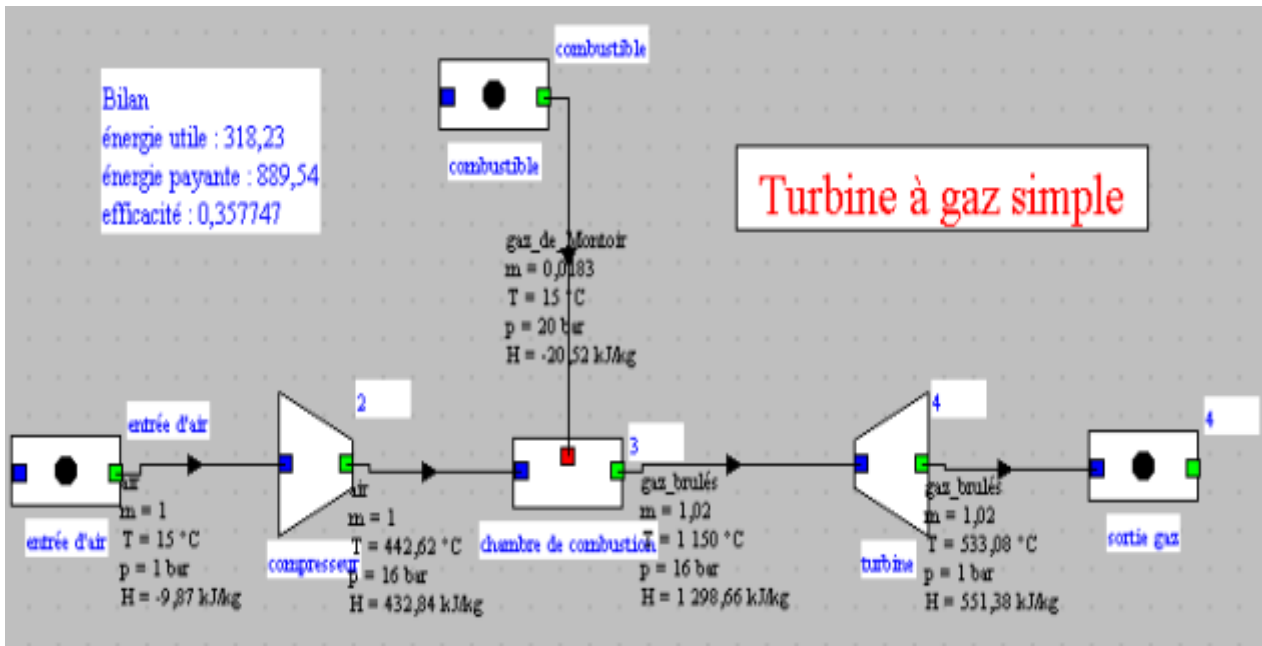 combustible
Bilan
énergie utile : 318,23
énergie payante : 889,54
efficacité : 0,357747
combustible
Turbine à gaz simple
gaz_de_Montoir
m = 0,0183
T = 15 °C
p = 20 bar
H = -20,52 kJ/kg
entrée d'air
2
3
4
4
entrée d'air
air
m = 1
T = 15 °C
p = 1 bar
H = -9,87 kJ/kg
compresseur
air
m = 1
T = 442,62 °C
p = 16 bar
H = 432,84 kJ/kg
chambre de combustion
gaz_brulés
m = 1,02
T = 1 150 °C
p = 16 bar
H = 1 298,66 kJ/kg
turbine
gaz_brulés
m = 1,02
T = 533,08 °C
p = 1 bar
H = 551,38 kJ/kg
sortie gaz